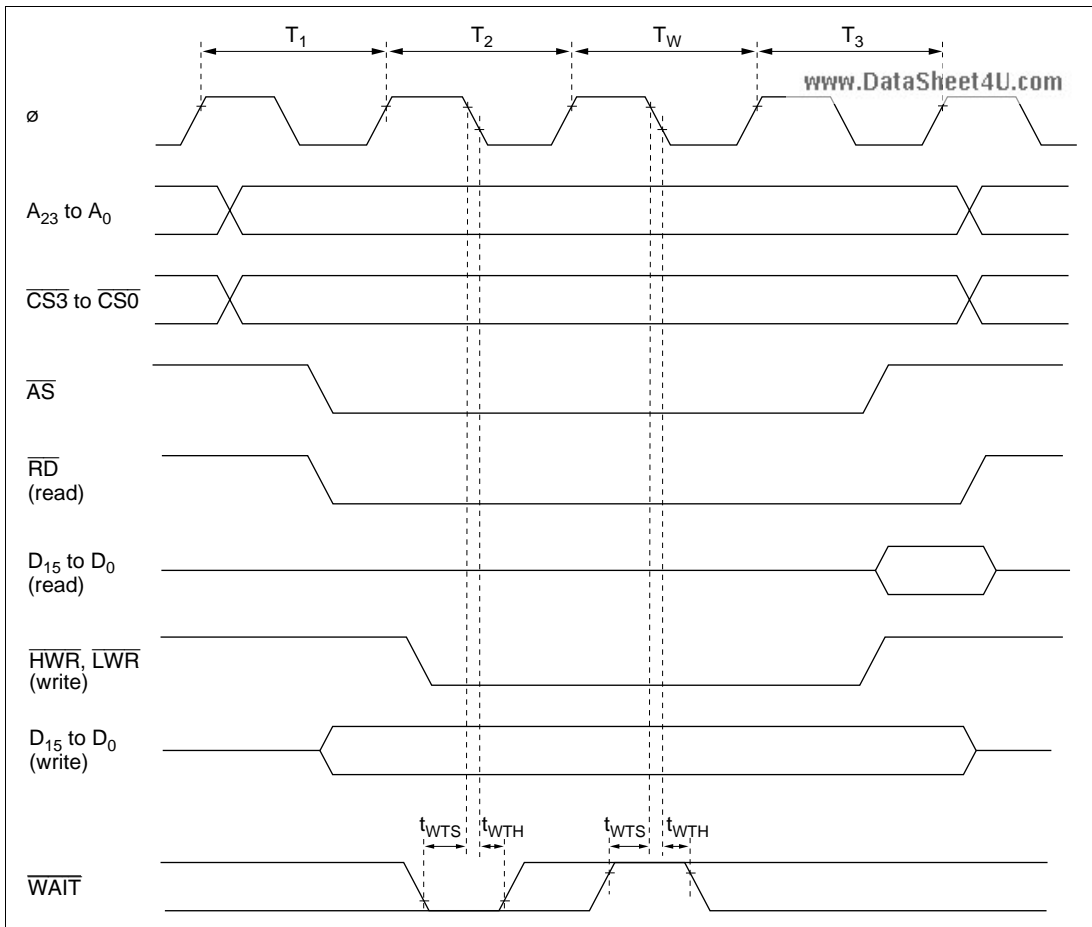 T1 T2 TW T3
www.DataSheet4U.com
ø
A23 to A0
CS3 to CS0
AS
RD
(read)
D15 to D0
(read)
HWR, LWR
(write)
D15 to D0
(write)
tWTS tWTH tWTS tWTH
WAIT